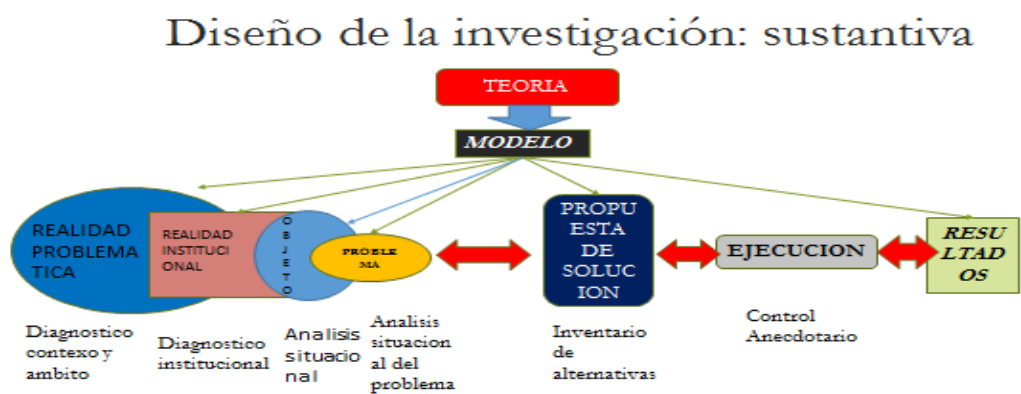 Diseño de la investigación: sustantiva
TEORIA
MODELO
REALIDAD
PROBLEMA
TICA
REALIDAD
INSTITUCI
ONAL
O
B
J
E
T
O
PROBLE
MA
PROPU
ESTA
DE
SOLUC
ION
EJECUCION
RESU
LTAD
OS
Diagnostico
contexo y
ambito
Diagnostico
institucional
Analisis
situacio
nal
Analisis
situacion
al del
problema
Inventario
de
alternativas
Control
Anecdotario